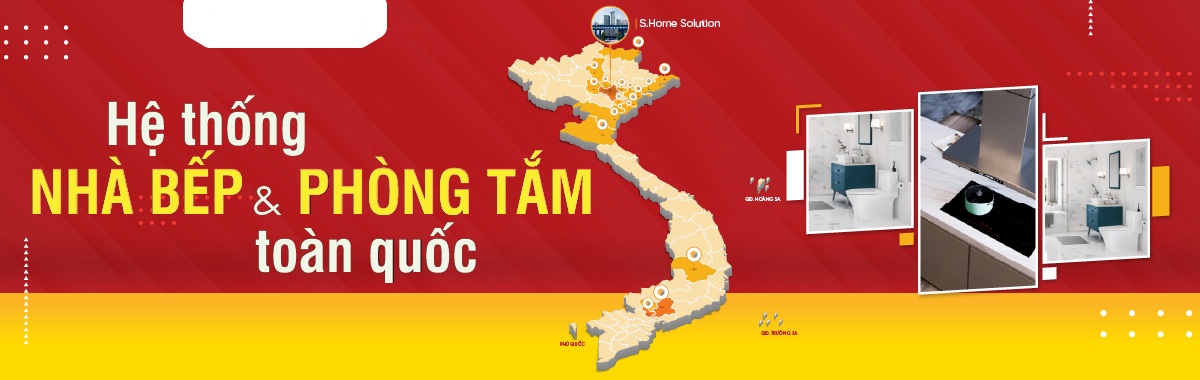 S.Home Solution
Hệ thống
NHÀ BẾP & PHÒNG TẮM
toàn quốc
QĐ. HOÀNG SA
QĐ. TRƯỜNG SA
PHÚ QUỐC